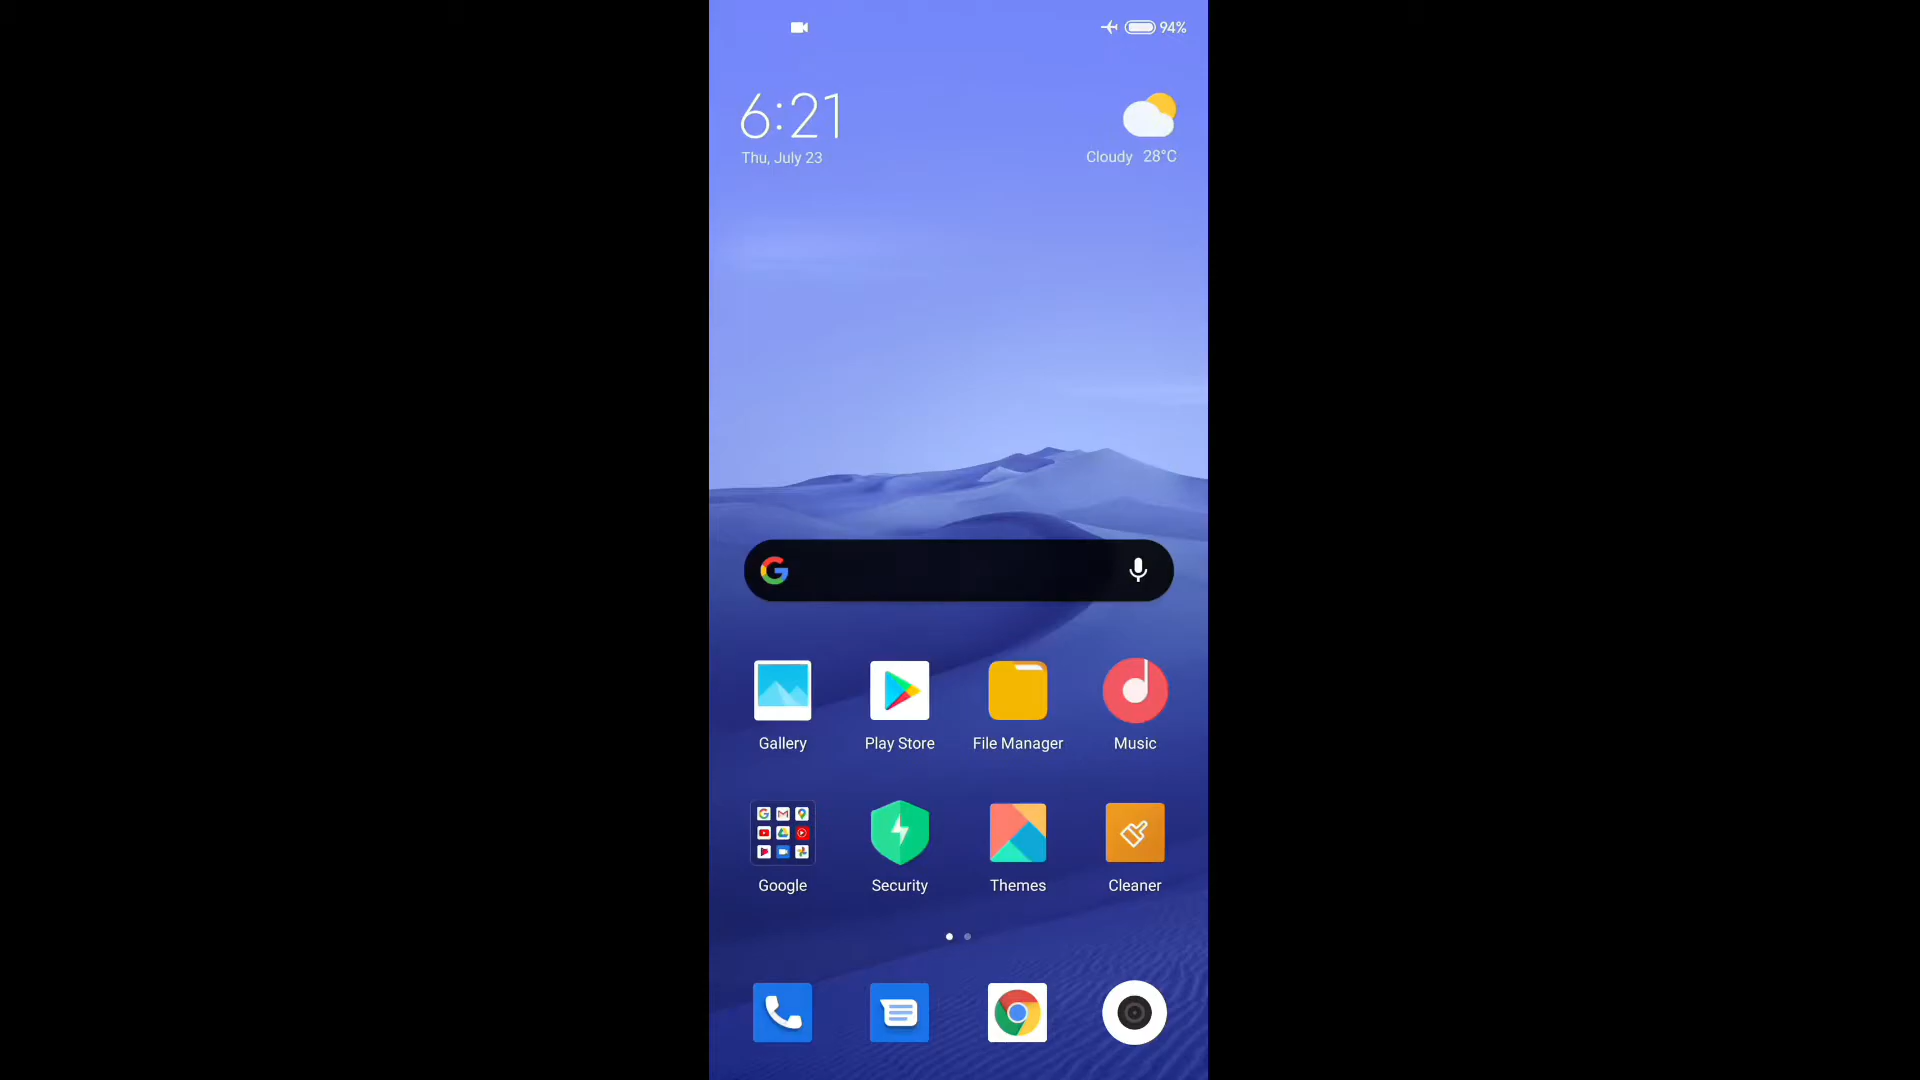 94%
6:21
Thu, July 23
Cloudy 28°C
Gallery
Play Store
File Manager
Music
Google
Security
Themes
Cleaner